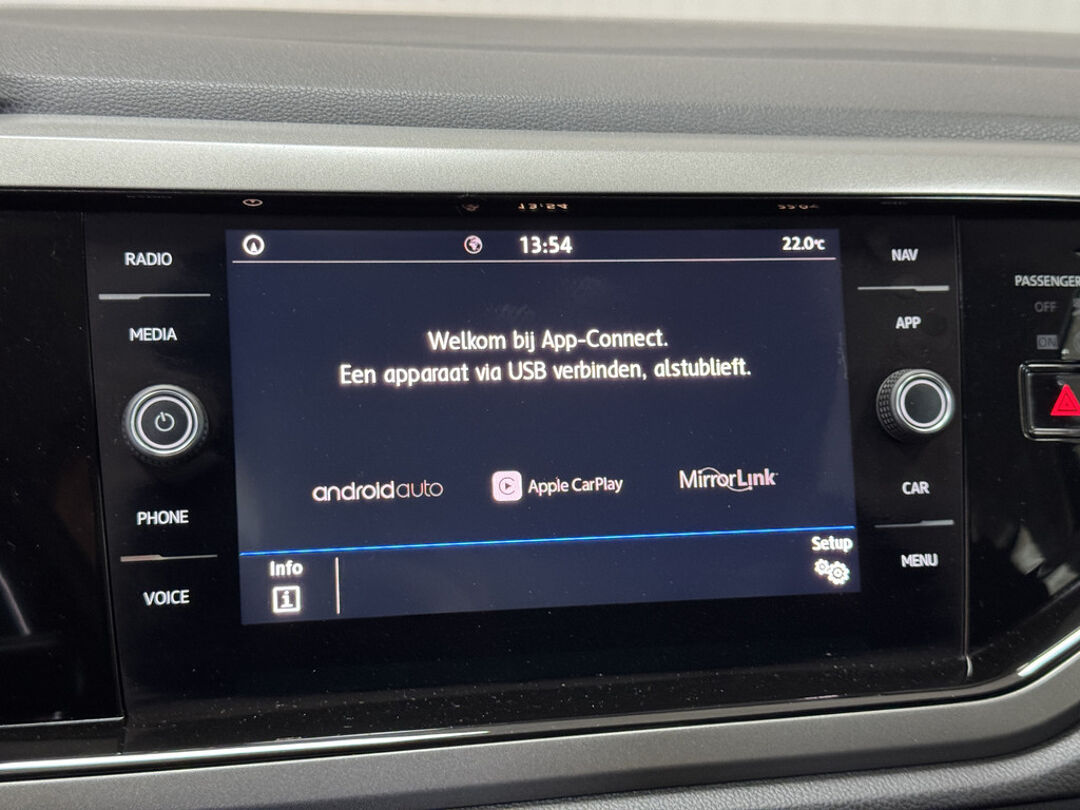 13:54
22.0°C
RADIO
MEDIA
PHONE
VOICE
Welkom bij App-Connect.
Een apparaat via USB verbinden, alstublieft.
androidauto
Apple CarPlay
MirrorLink
Info
i
Setup
NAV
APP
CAR
MENU
PASSENGER
OFF
ON